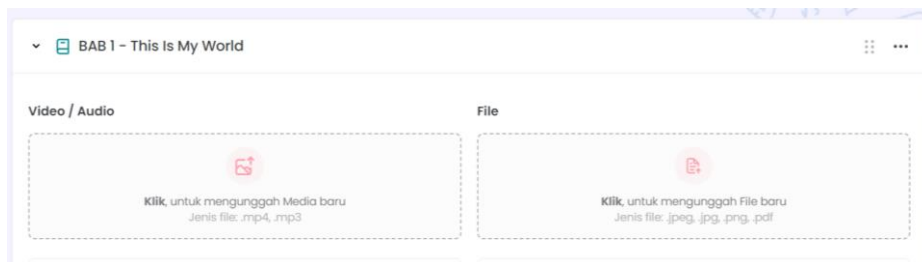 BAB 1 - This Is My World
Video / Audio
Klik, untuk mengunggah Media baru
Jenis file: .mp4, .mp3
File
Klik, untuk mengunggah File baru
Jenis file: .jpeg, .jpg, .png, .pdf